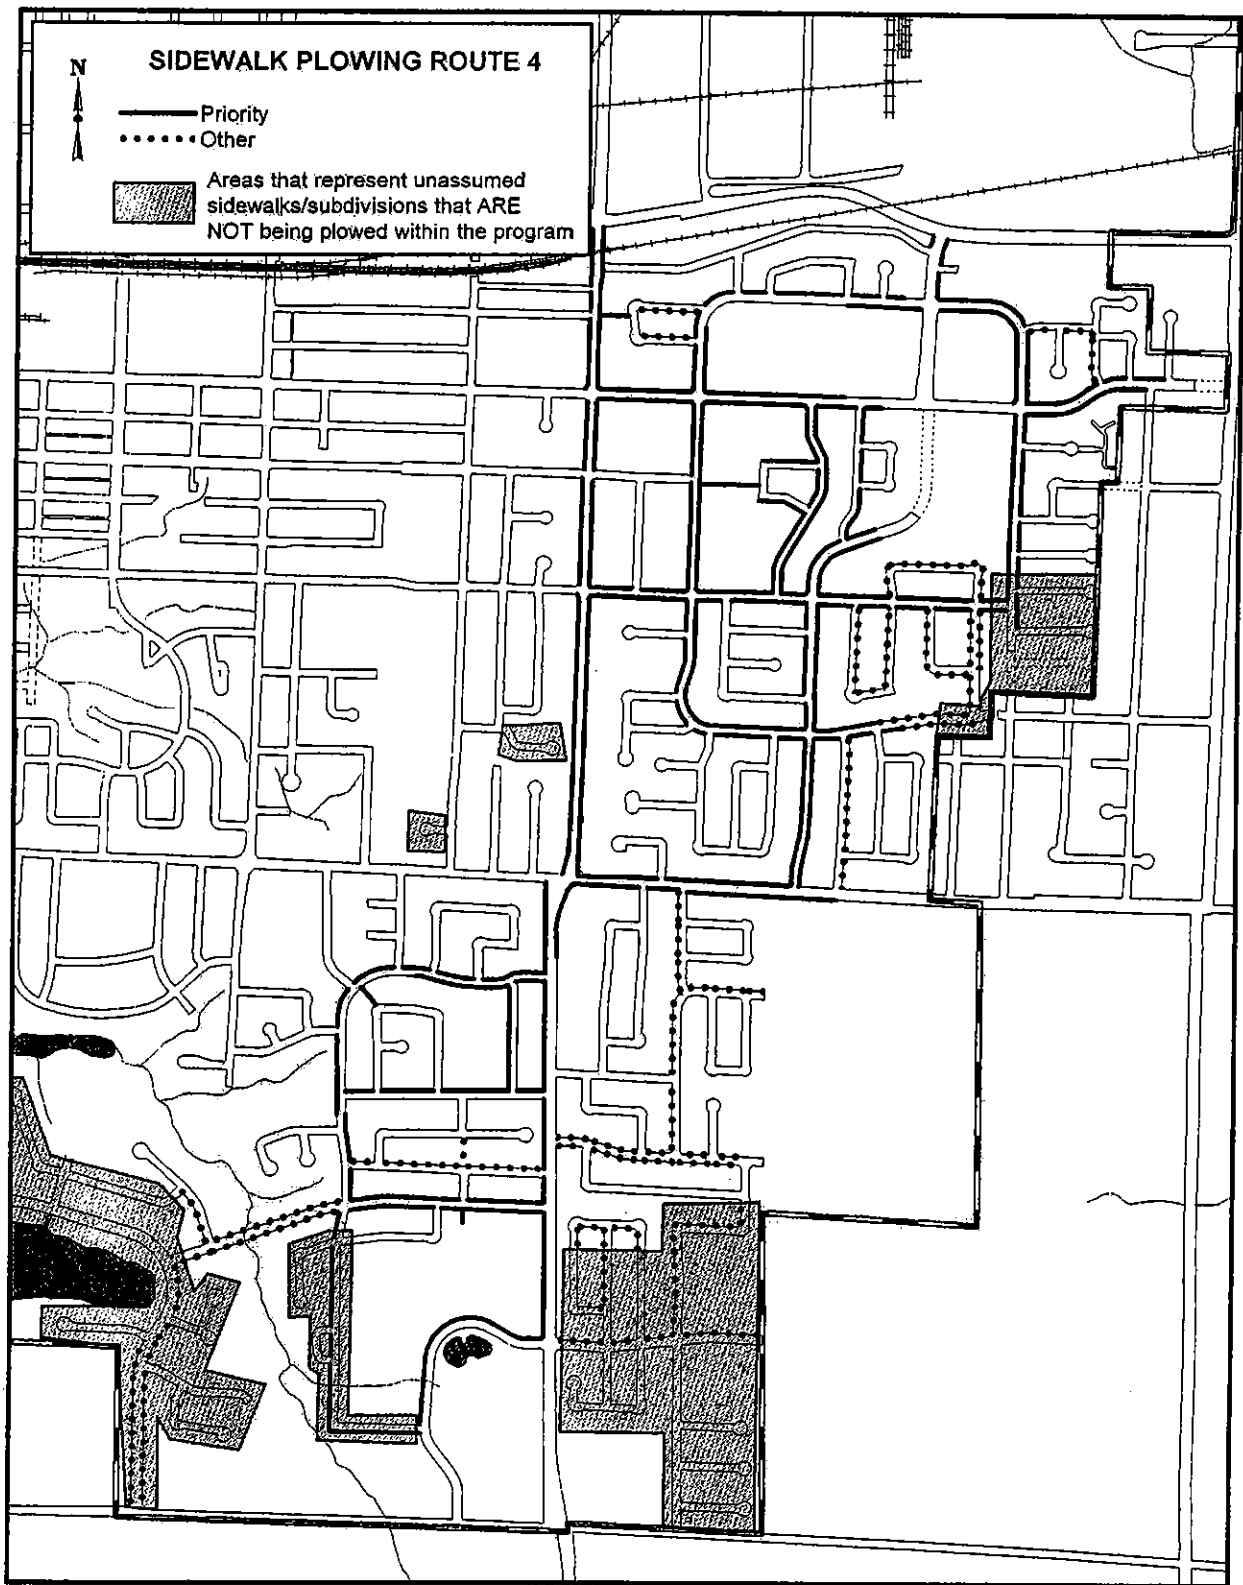 SIDEWALK PLOWING ROUTE 4
N
Priority
Other
Areas that represent unassumed
sidewalks/subdivisions that ARE
NOT being plowed within the program